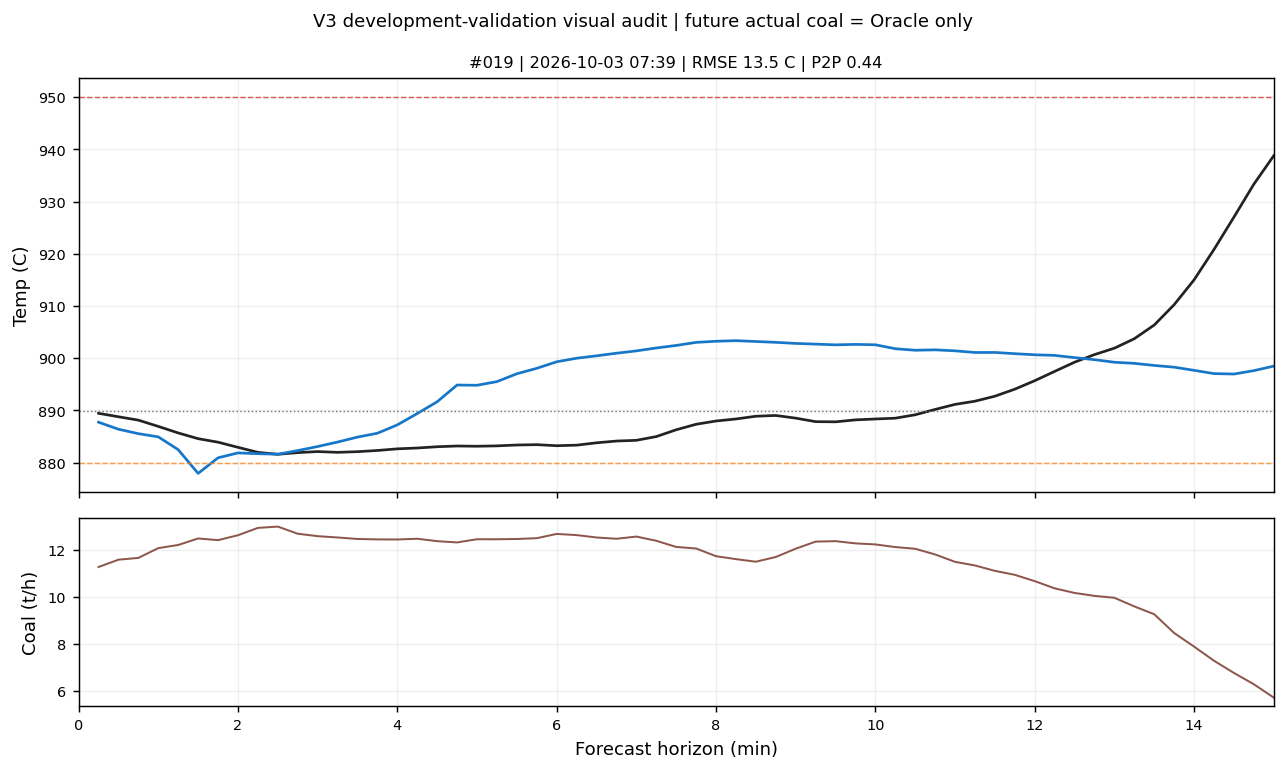 V3 development-validation visual audit | future actual coal = Oracle only
#019 | 2026-10-03 07:39 | RMSE 13.5 C | P2P 0.44
950
940
930
920
910
900
890
880
Temp (C)
12
10
8
6
Coal (t/h)
0 2 4 6 8 10 12 14
Forecast horizon (min)